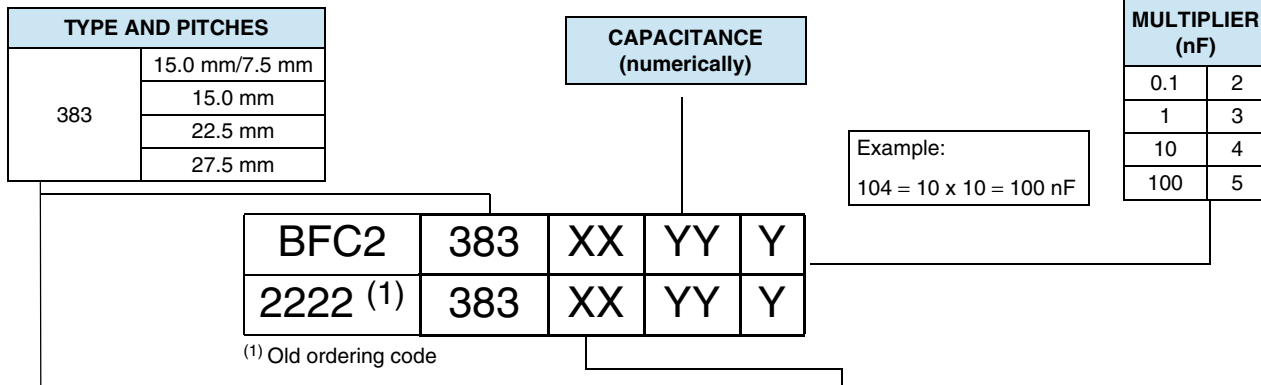 TYPE AND PITCHES
383
15.0 mm/7.5 mm
15.0 mm
22.5 mm
27.5 mm
CAPACITANCE
(numerically)
Example:
104 = 10 x 10 = 100 nF
MULTIPLIER
(nF)
0.1 2
1 3
10 4
100 5
BFC2 383 XX YY Y
2222 (1) 383 XX YY Y
(1) Old ordering code